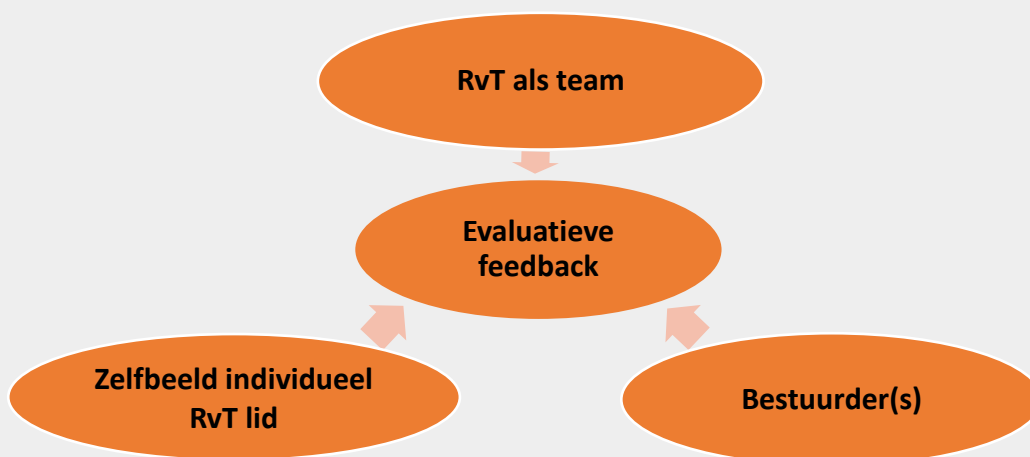 RvT als team
Evaluatieve
feedback
Zelfbeeld individueel
RvT lid
Bestuurder(s)